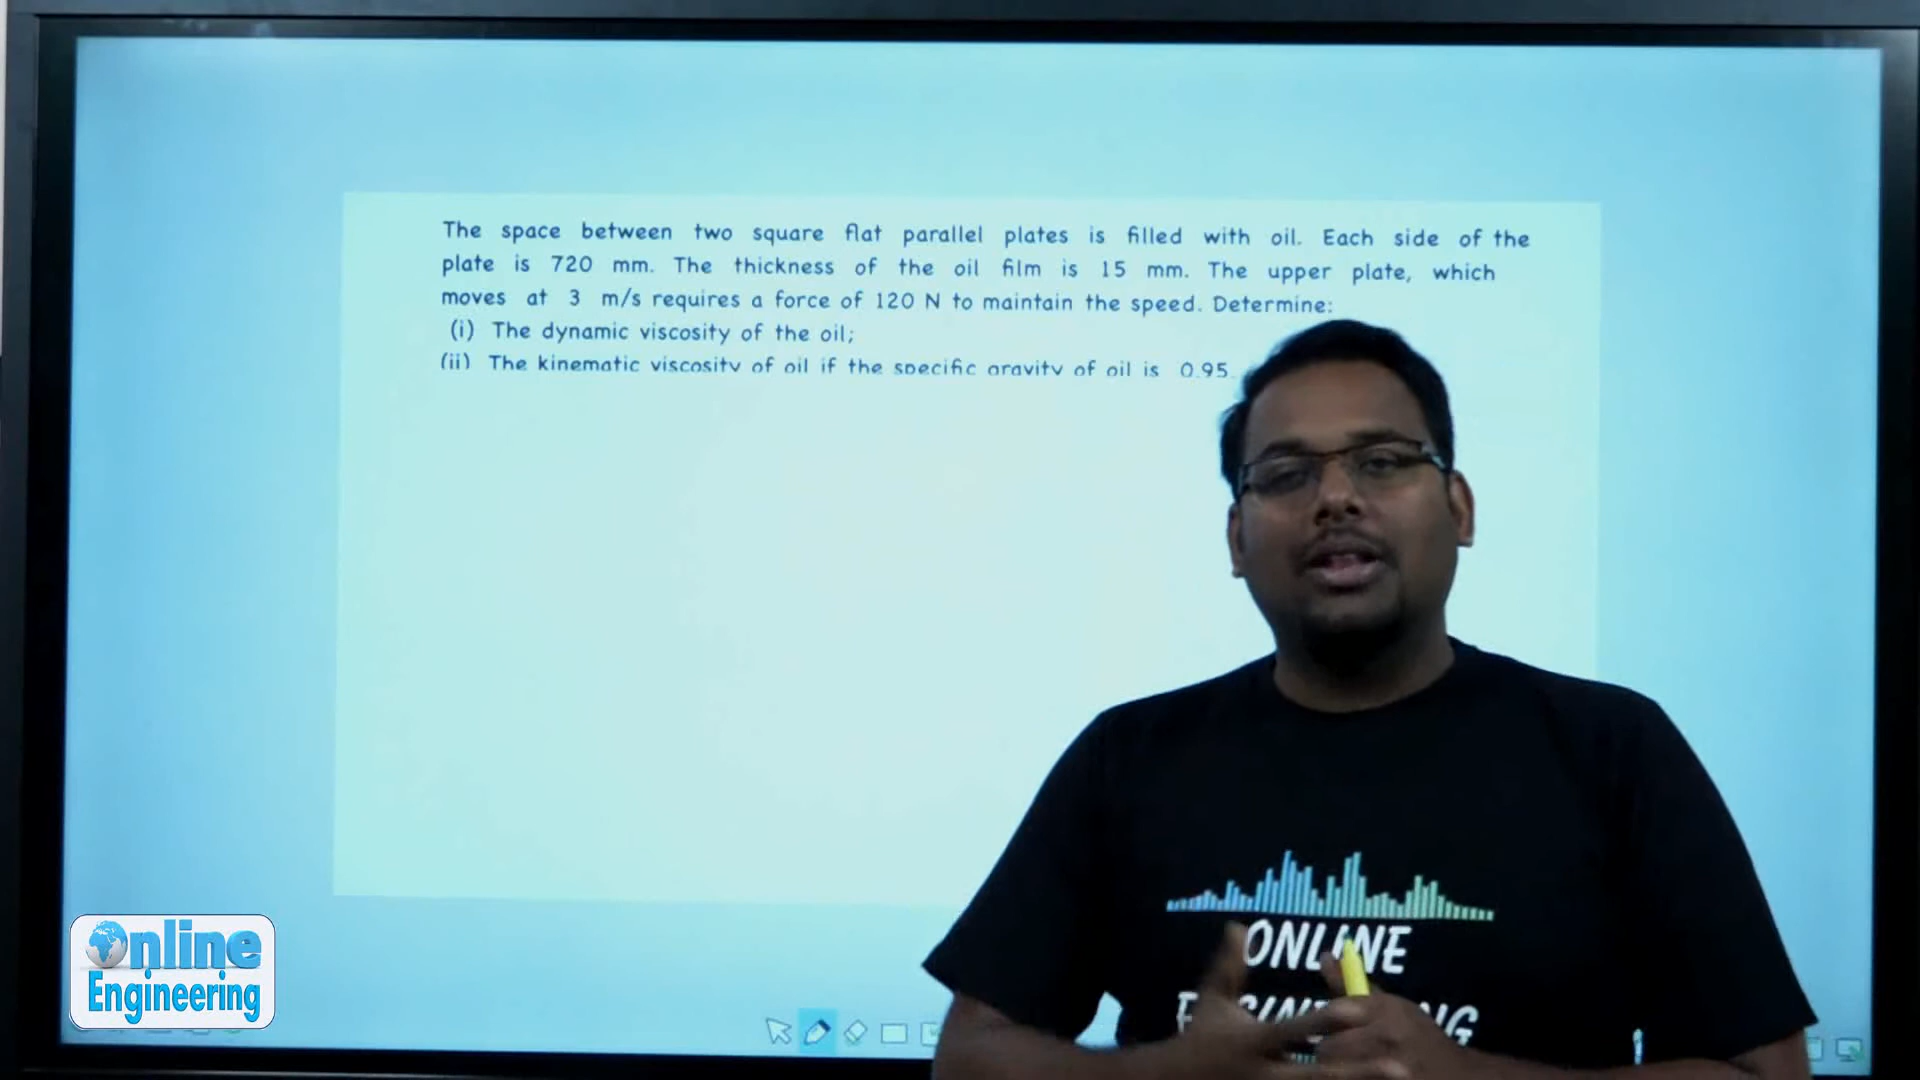 The space between two square flat parallel plates is filled with oil. Each side of the
plate is 720 mm. The thickness of the oil film is 15 mm. The upper plate, which
moves at 3 m/s requires a force of 120 N to maintain the speed. Determine:
(i) The dynamic viscosity of the oil;
(ii) The kinematic viscosity of oil if the specific gravity of oil is 0.95.
Online
Engineering
ONLINE